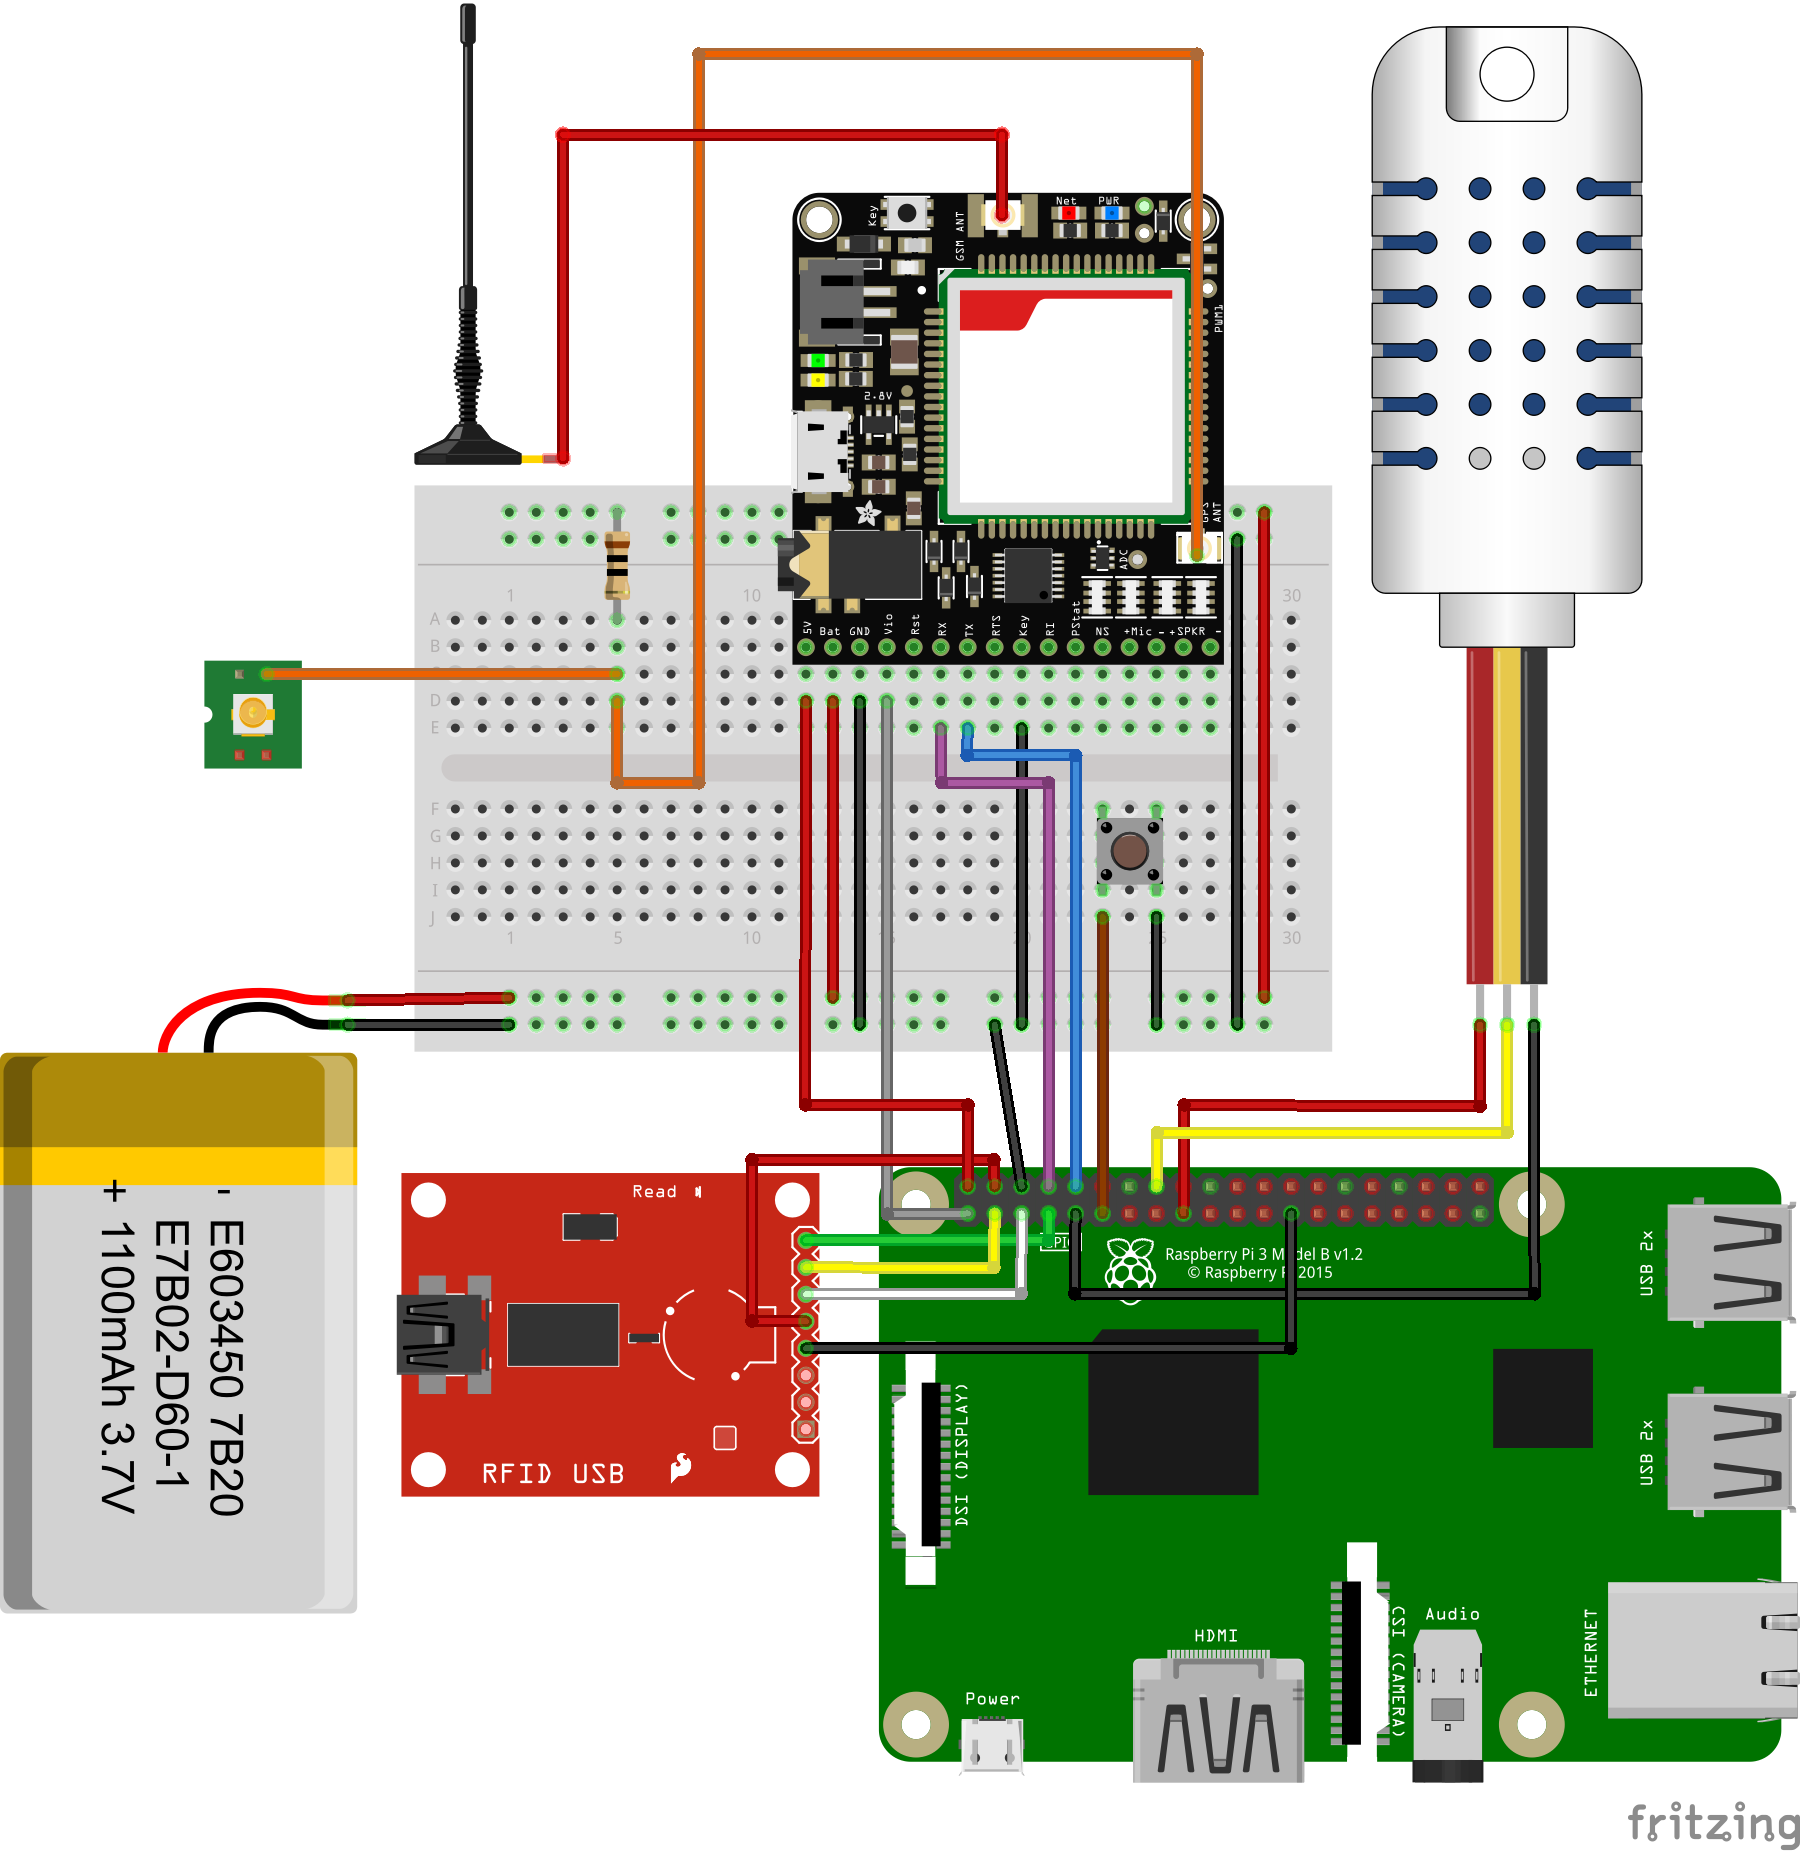 Key
GSM ANT
Net
PWR
PWM1
2.8V
GPS
ANT
ADC
5V
Bat
GND
Vio
Rst
RX
TX
RTS
Key
RI
PStat
NS
+Mic -
+SPKR -
1
10
30
A
B
D
E
F
G
H
I
J
1
5
10
30
- E603450 7B20
E7B02-D60-1
+ 1100mAh 3.7V
Read
RFID USB
Raspberry Pi 3 Model B v1.2
© Raspberry Pi 2015
USB 2x
USB 2x
DSI (DISPLAY)
CSI (CAMERA)
Audio
ETHERNET
HDMI
Power
fritzing